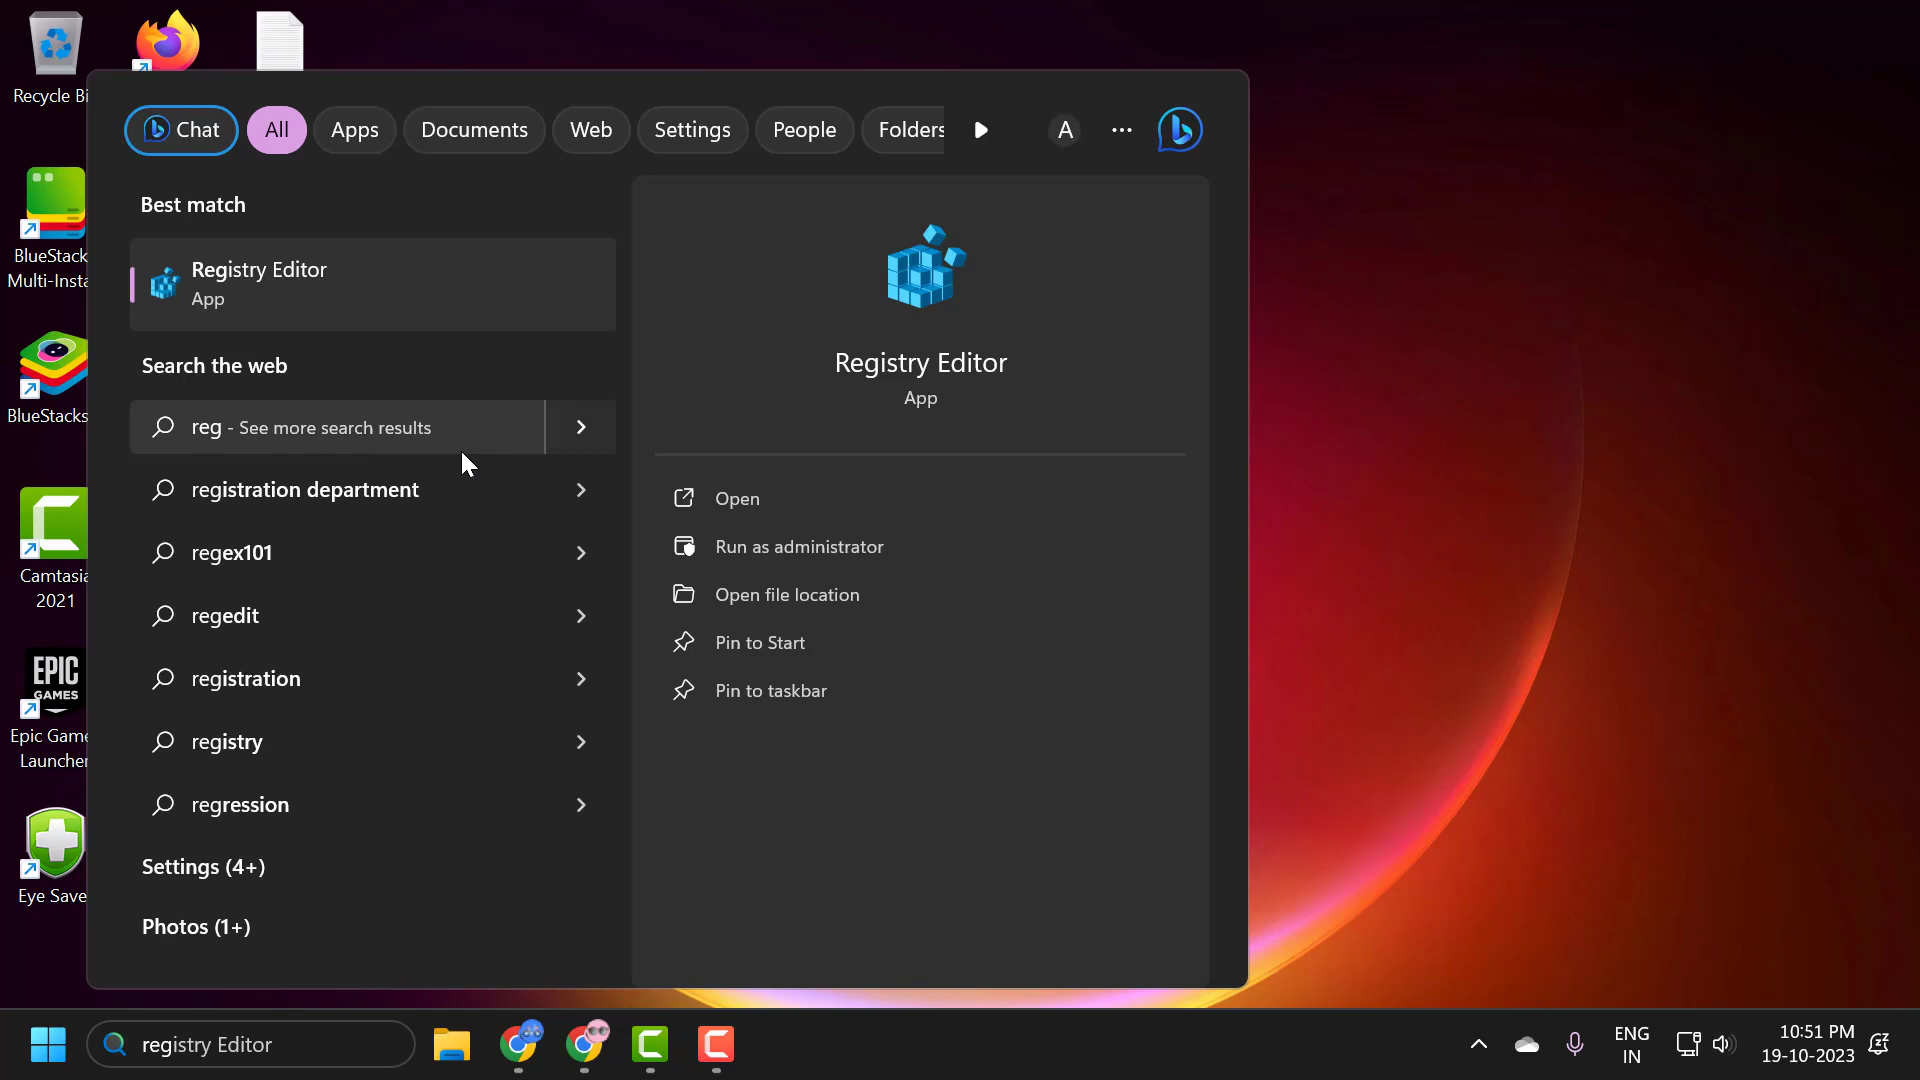 Recycle Bi
BlueStack
Multi-Insta
BlueStacks
Camtasia
2021
EPIC
GAMES
Epic Game
Launcher
Eye Save
Chat
All
Apps
Documents
Web
Settings
People
Folders
A
Best match
Registry Editor
App
Search the web
reg - See more search results
registration department
regex101
regedit
registration
registry
regression
Settings (4+)
Photos (1+)
Registry Editor
App
Open
Run as administrator
Open file location
Pin to Start
Pin to taskbar
registry Editor
ENG
IN
10:51 PM
19-10-2023